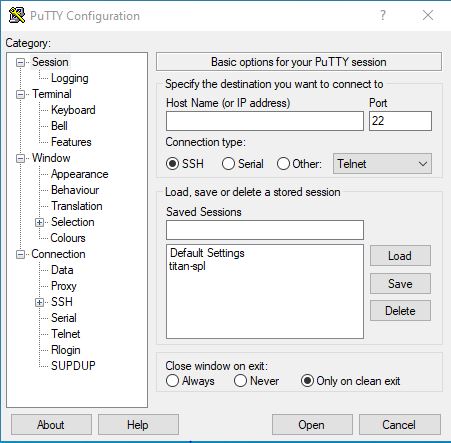 PuTTY Configuration
Category:
Session
Logging
Terminal
Keyboard
Bell
Features
Window
Appearance
Behaviour
Translation
Selection
Colours
Connection
Data
Proxy
SSH
Serial
Telnet
Rlogin
SUPDUP
Basic options for your PuTTY session
Specify the destination you want to connect to
Host Name (or IP address) Port
22
Connection type:
SSH Serial Other: Telnet
Load, save or delete a stored session
Saved Sessions
Default Settings
titan-spl
Load
Save
Delete
Close window on exit:
Always Never Only on clean exit
About Help Open Cancel